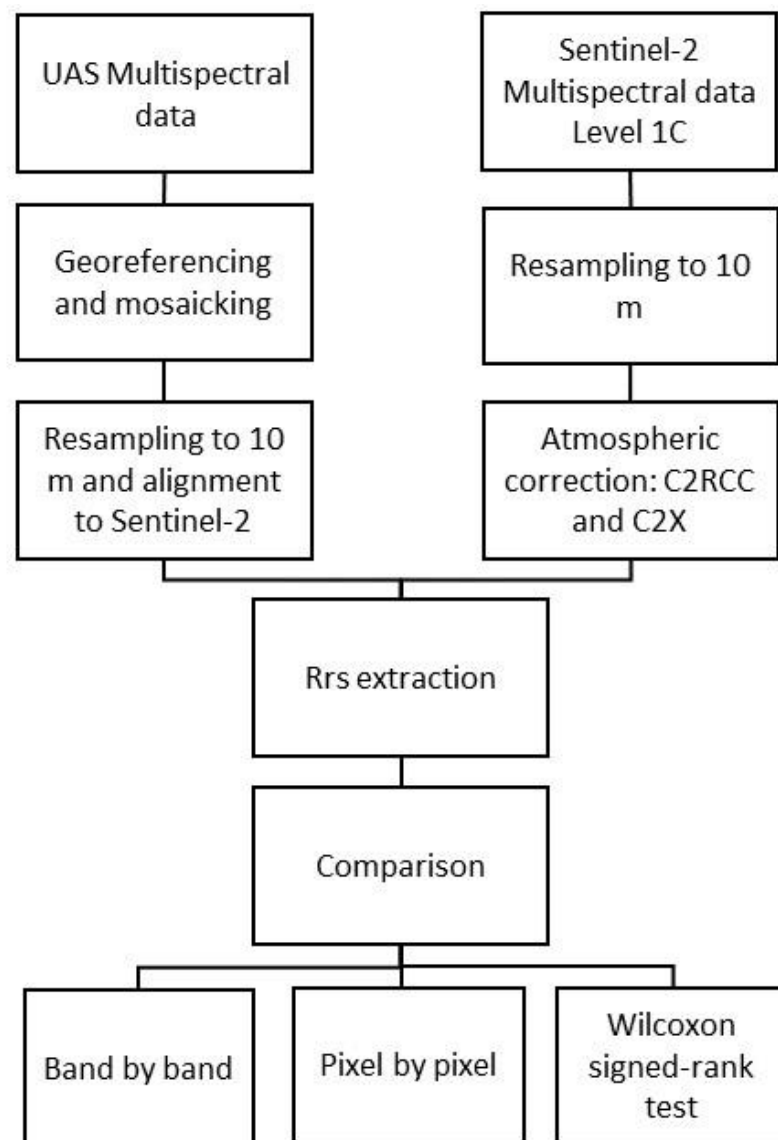 UAS Multispectral
data
Sentinel-2
Multispectral data
Level 1C
Georeferencing
and mosaicking
Resampling to 10
m
Resampling to 10
m and alignment
to Sentinel-2
Atmospheric
correction: C2RCC
and C2X
Rrs extraction
Comparison
Band by band
Pixel by pixel
Wilcoxon
signed-rank
test